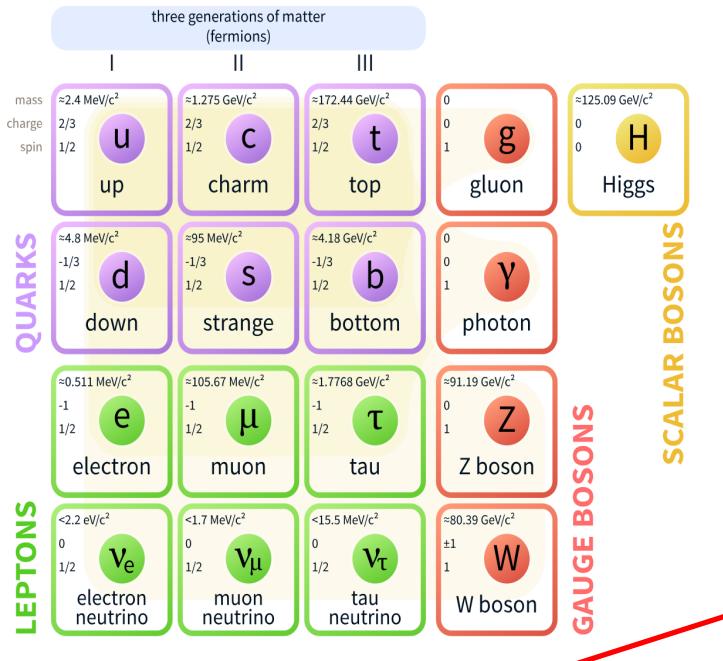 three generations of matter
(fermions)
I II III
mass
charge
spin
≈2.4 MeV/c²
2/3
1/2
u
up
≈1.275 GeV/c²
2/3
1/2
c
charm
≈172.44 GeV/c²
2/3
1/2
t
top
0
0
1
g
gluon
≈125.09 GeV/c²
0
0
H
Higgs
QUARKS
≈4.8 MeV/c²
-1/3
1/2
d
down
≈95 MeV/c²
-1/3
1/2
s
strange
≈4.18 GeV/c²
-1/3
1/2
b
bottom
0
0
1
γ
photon
SCALAR BOSONS
≈0.511 MeV/c²
-1
1/2
e
electron
≈105.67 MeV/c²
-1
1/2
μ
muon
≈1.7768 GeV/c²
-1
1/2
τ
tau
≈91.19 GeV/c²
0
1
Z
Z boson
GAUGE BOSONS
LEPTONS
<2.2 eV/c²
0
1/2
νe
electron
neutrino
<1.7 MeV/c²
0
1/2
νμ
muon
neutrino
<15.5 MeV/c²
0
1/2
ντ
tau
neutrino
≈80.39 GeV/c²
±1
1
W
W boson